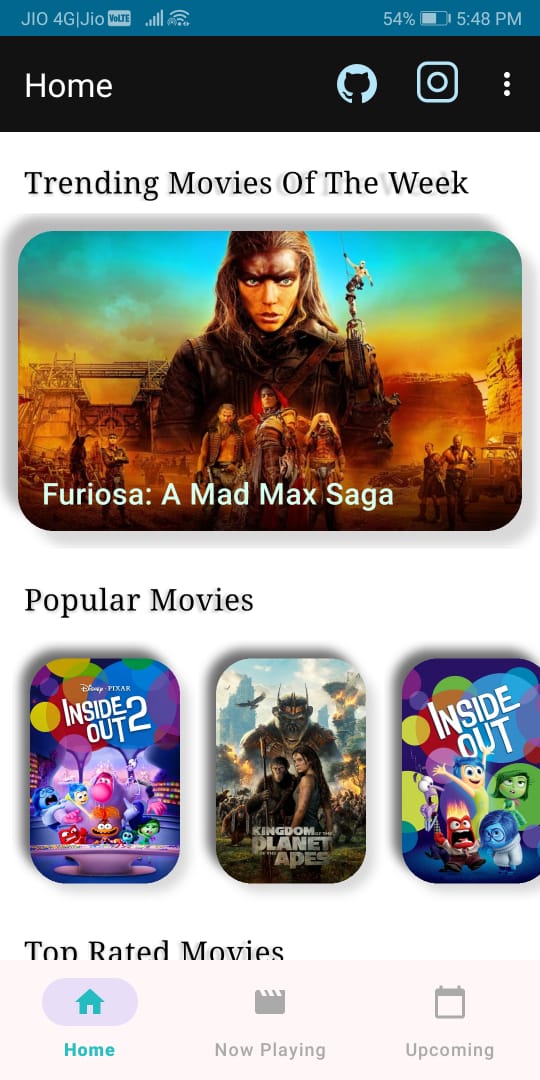 JIO 4G|Jio VoLTE 54% 5:48 PM
Home
Trending Movies Of The Week
Furiosa: A Mad Max Saga
Popular Movies
Disney · PIXAR
INSIDE
OUT 2
KINGDOM OF THE
PLANET
OF THE APES
INSIDE
OUT
Top Rated Movies
Home Now Playing Upcoming